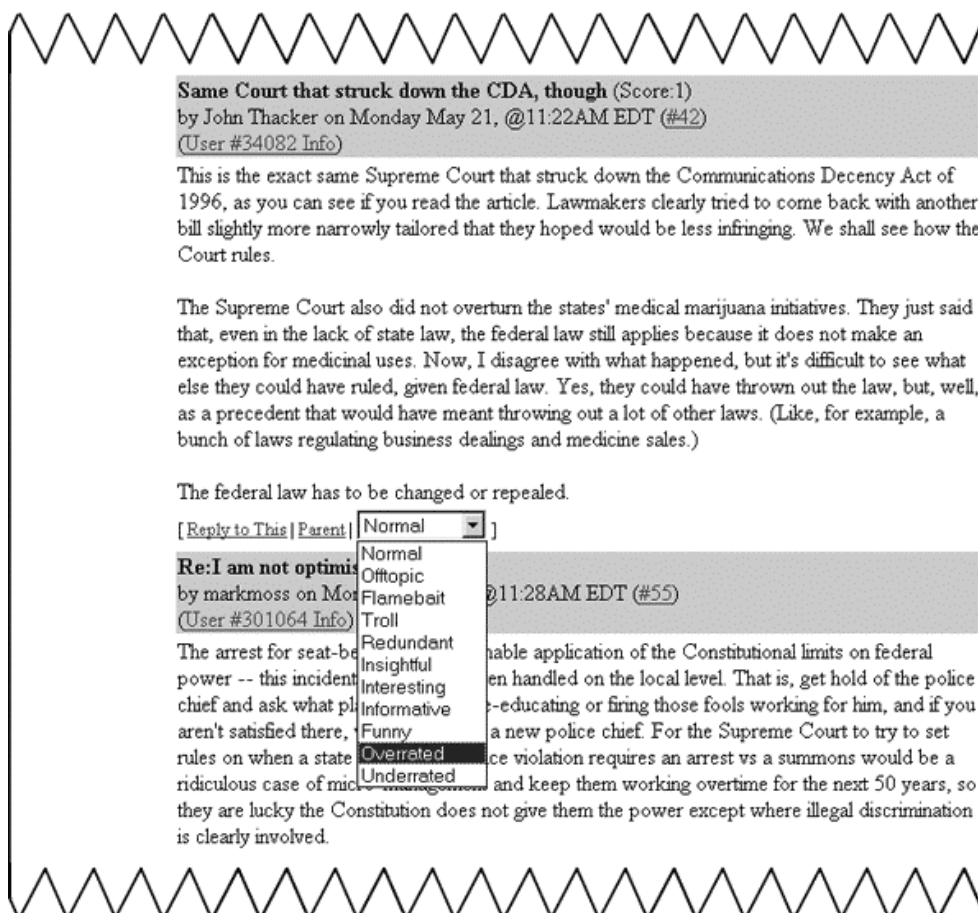 Same Court that struck down the CDA, though (Score:1)
by John Thacker on Monday May 21, @11:22AM EDT (#42)
(User #34082 Info)
This is the exact same Supreme Court that struck down the Communications Decency Act of
1996, as you can see if you read the article. Lawmakers clearly tried to come back with another
bill slightly more narrowly tailored that they hoped would be less infringing. We shall see how the
Court rules.
The Supreme Court also did not overturn the states' medical marijuana initiatives. They just said
that, even in the lack of state law, the federal law still applies because it does not make an
exception for medicinal uses. Now, I disagree with what happened, but it's difficult to see what
else they could have ruled, given federal law. Yes, they could have thrown out the law, but, well,
as a precedent that would have meant throwing out a lot of other laws. (Like, for example, a
bunch of laws regulating business dealings and medicine sales.)
The federal law has to be changed or repealed.
[ Reply to This | Parent | Normal ]
Normal
Offtopic
Flamebait
Troll
Redundant
Insightful
Interesting
Informative
Funny
Overrated
Underrated
Re:I am not
by markmoss on @11:28AM EDT (#55)
(User #301064 Info)
The arrest for application of the Constitutional limits on federal
power -- this incident handled on the local level. That is, get hold of the police
chief and ask what -educating or firing those fools working for him, and if you
aren't satisfied there, a new police chief. For the Supreme Court to try to set
rules on when a state violation requires an arrest vs a summons would be a
ridiculous case of and keep them working overtime for the next 50 years, so
they are lucky the Constitution does not give them the power except where illegal discrimination
is clearly involved.